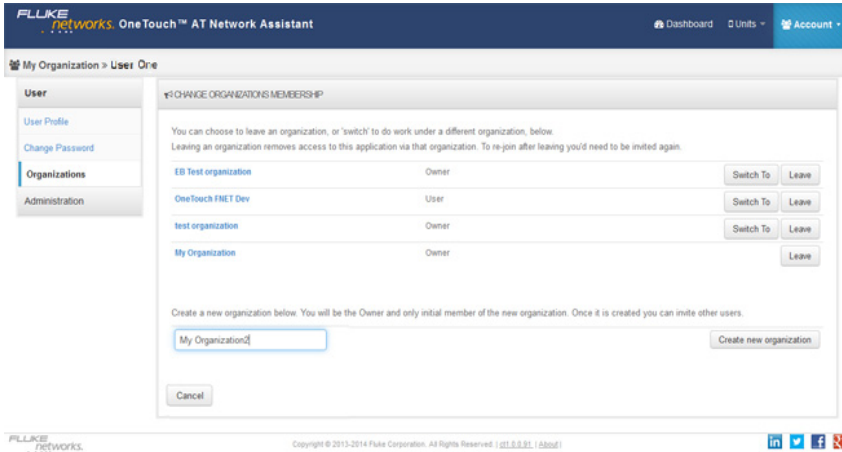 FLUKE networks. OneTouch™ AT Network Assistant
Dashboard Units Account
My Organization » User One
User
User Profile
Change Password
Organizations
Administration
CHANGE ORGANIZATIONS MEMBERSHIP
You can choose to leave an organization, or 'switch' to do work under a different organization, below.
Leaving an organization removes access to this application via that organization. To re-join after leaving you'd need to be invited again.
EB Test organization Owner Switch To Leave
OneTouch FNET Dev User Switch To Leave
test organization Owner Switch To Leave
My Organization Owner Leave
Create a new organization below. You will be the Owner and only initial member of the new organization. Once it is created you can invite other users.
My Organization2 Create new organization
Cancel
FLUKE networks.
Copyright © 2013-2014 Fluke Corporation. All Rights Reserved. | ct1.0.0.91 | About |
in f